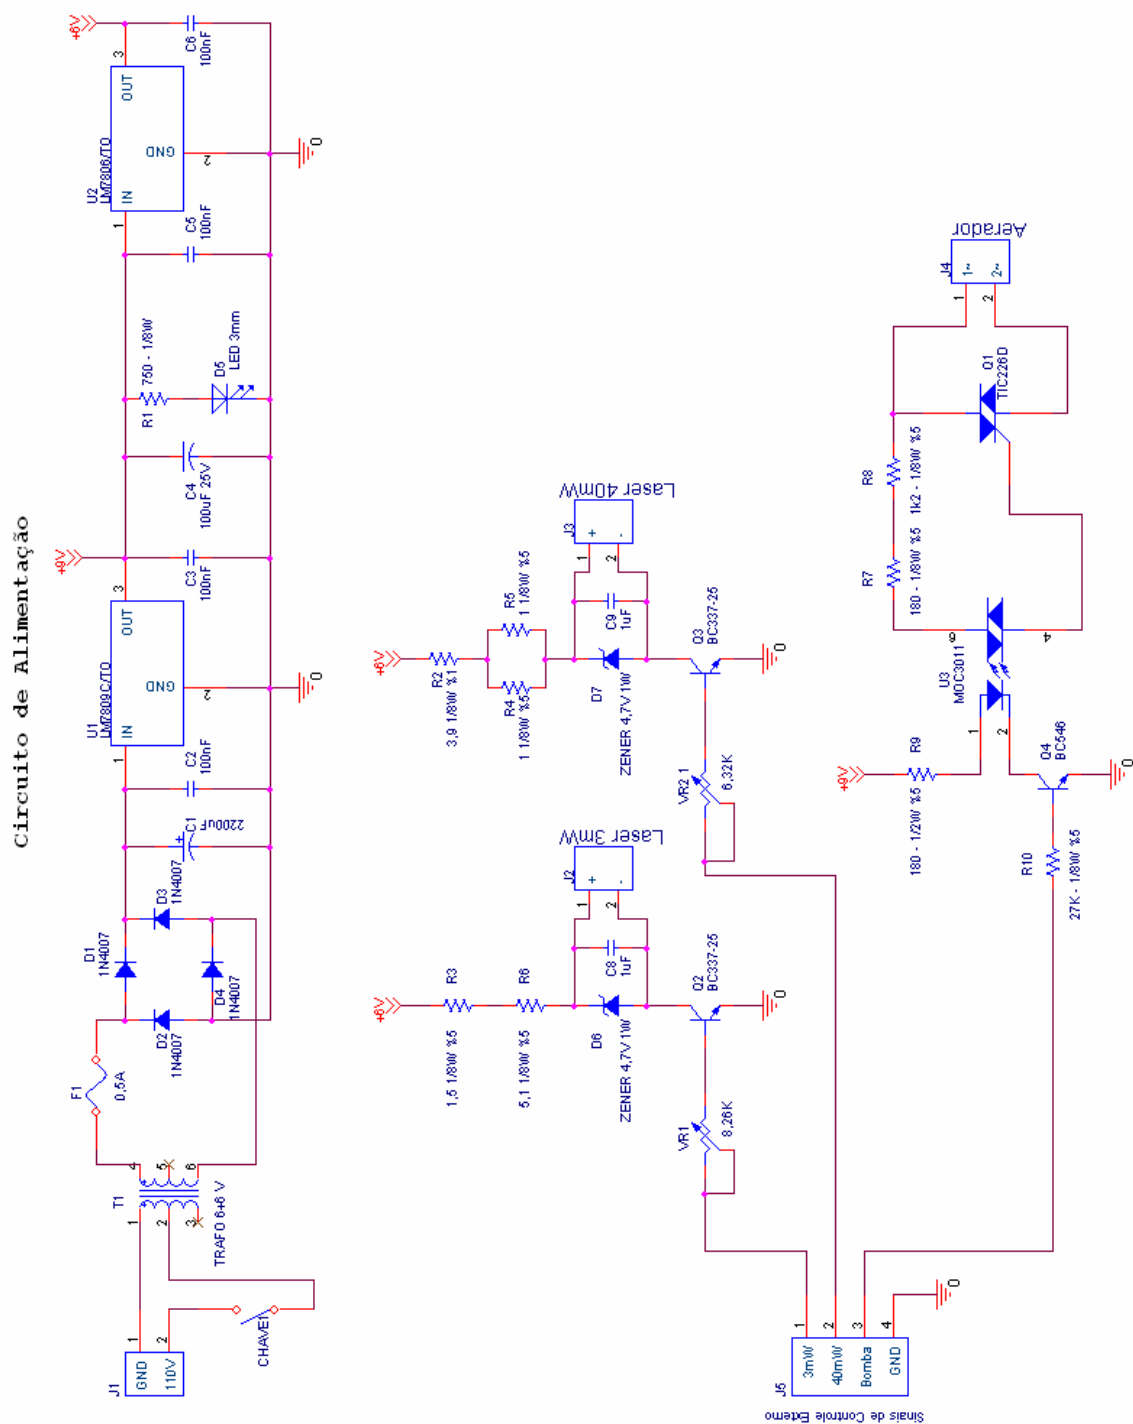 Circuito de Alimentação
J1
GND
110V
1
2
CHAVE1
T1
1
2
3
4
5
6
TRAFO 6+6 V
F1
0,5A
D1
1N4007
D2
1N4007
D3
1N4007
D4
1N4007
C1
2200uF
C2
100nF
U1
LM7809C/TO
IN
OUT
GND
1
2
3
0
+9V
C3
100nF
C4
100uF 25V
R1
750 - 1/8W
D5
LED 3mm
C5
100nF
U2
LM7806/TO
IN
OUT
GND
1
2
3
0
+6V
C6
100nF
+6V
R3
1,5 1/8W %5
R6
5,1 1/8W %5
D6
ZENER 4,7V 1W
C8
1uF
J2
+
-
1
2
Laser 3mW
Q2
BC337-25
0
VR1
8,26K
+6V
R2
3,9 1/8W %1
R4
1 1/8W %5
R5
1 1/8W %5
D7
ZENER 4,7V 1W
C9
1uF
J3
+
-
1
2
Laser 40mW
Q3
BC337-25
0
VR2 1
6,32K
J5
3mW
40mW
Bomba
GND
1
2
3
4
0
Sinais de Controle Externo
+9V
R9
180 - 1/2W %5
U3
MOC3011
1
2
6
4
Q4
BC546
0
R10
27K - 1/8W %5
R7
180 - 1/8W %5
R8
1k2 - 1/8W %5
Q1
TIC226D
J4
1~
2~
1
2
Aerador